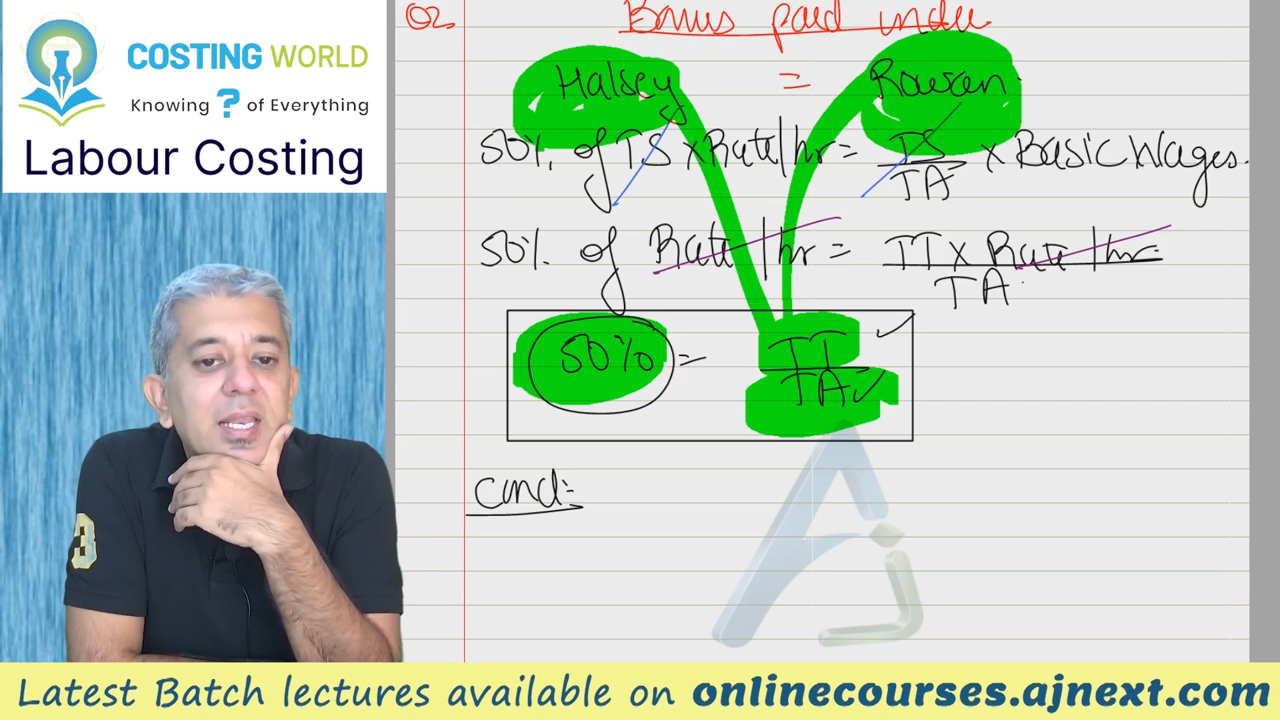 COSTING WORLD
Knowing ? of Everything
Labour Costing
Q2. Bonus paid under
Halsey = Rowan.
50% of TS x Rate/hr = TS/TA x Basic Wages.
50% of Rate/hr = TT x Rate/hr / TA
50% = TT/TA
Cond:-
3
Latest Batch lectures available on onlinecourses.ajnext.com